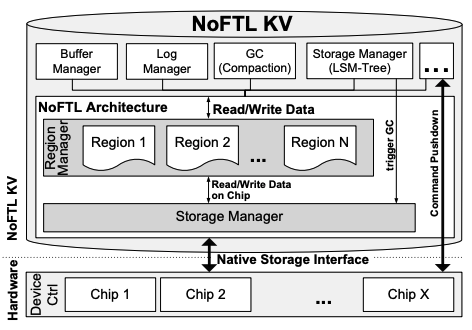 NoFTL KV
Buffer
Manager
Log
Manager
GC
(Compaction)
Storage Manager
(LSM-Tree)
...
NoFTL Architecture
Read/Write Data
Region
Manager
Region 1
Region 2
...
Region N
trigger GC
Command Pushdown
Read/Write Data
on Chip
Storage Manager
NoFTL KV
Native Storage Interface
Hardware
Device
Ctrl
Chip 1
Chip 2
...
Chip X